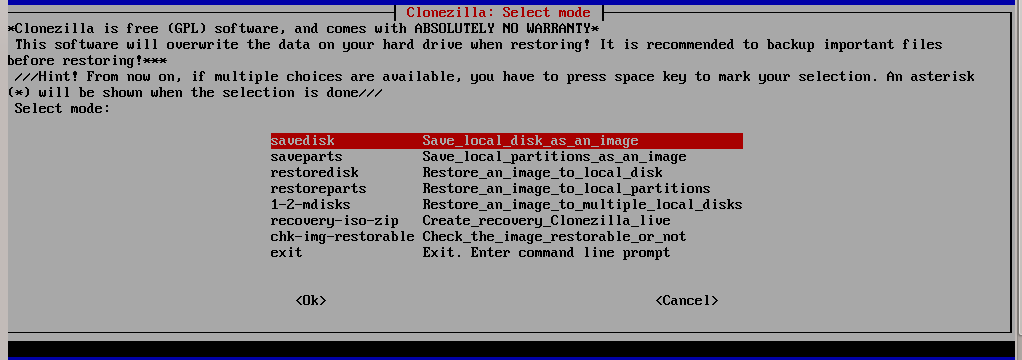 Clonezilla: Select mode
*Clonezilla is free (GPL) software, and comes with ABSOLUTELY NO WARRANTY*
This software will overwrite the data on your hard drive when restoring! It is recommended to backup important files
before restoring!***
///Hint! From now on, if multiple choices are available, you have to press space key to mark your selection. An asterisk
(*) will be shown when the selection is done///
Select mode:
savedisk Save_local_disk_as_an_image
saveparts Save_local_partitions_as_an_image
restoredisk Restore_an_image_to_local_disk
restoreparts Restore_an_image_to_local_partitions
1-2-mdisks Restore_an_image_to_multiple_local_disks
recovery-iso-zip Create_recovery_Clonezilla_live
chk-img-restorable Check_the_image_restorable_or_not
exit Exit. Enter command line prompt
<Ok> <Cancel>